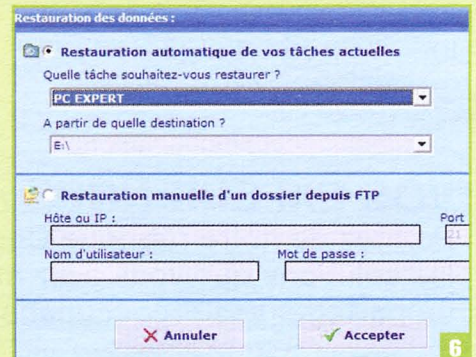 Restauration des données :
Restauration automatique de vos tâches actuelles
Quelle tâche souhaitez-vous restaurer ?
PC EXPERT
A partir de quelle destination ?
E:\
Restauration manuelle d'un dossier depuis FTP
Hôte ou IP : Port
21
Nom d'utilisateur : Mot de passe :
Annuler Accepter
6